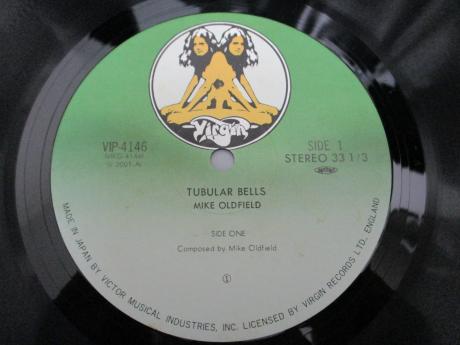 Virgin
VIP-4146
SIDE 1
STEREO 33 1/3
TUBULAR BELLS
MIKE OLDFIELD
SIDE ONE
Composed by Mike Oldfield
MADE IN JAPAN BY VICTOR MUSICAL INDUSTRIES, INC. LICENSED BY VIRGIN RECORDS LTD. ENGLAND